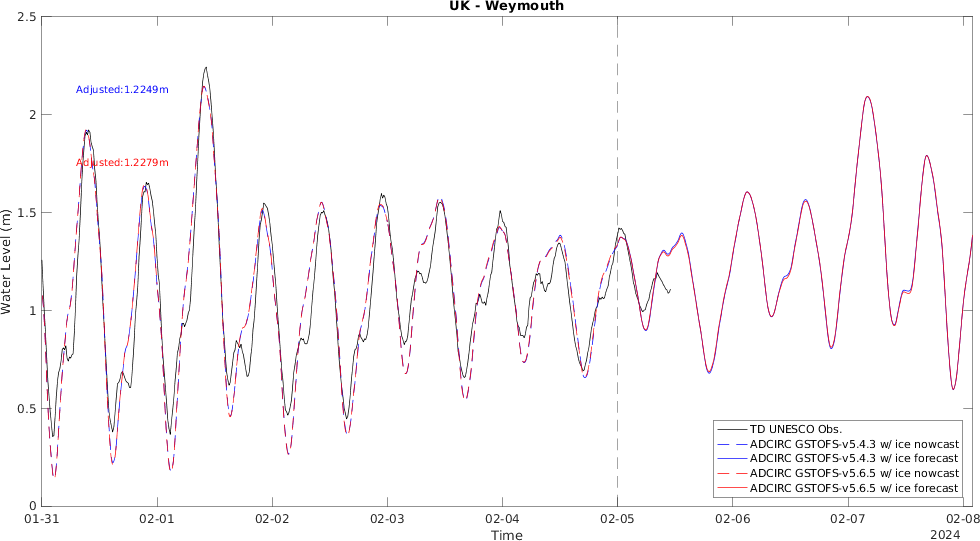 UK - Weymouth
2.5
2
1.5
1
0.5
0
Water Level (m)
Adjusted:1.2249m
Adjusted:1.2279m
TD UNESCO Obs.
ADCIRC GSTOFS-v5.4.3 w/ ice nowcast
ADCIRC GSTOFS-v5.4.3 w/ ice forecast
ADCIRC GSTOFS-v5.6.5 w/ ice nowcast
ADCIRC GSTOFS-v5.6.5 w/ ice forecast
01-31 02-01 02-02 02-03 02-04 02-05 02-06 02-07 02-08
Time
2024